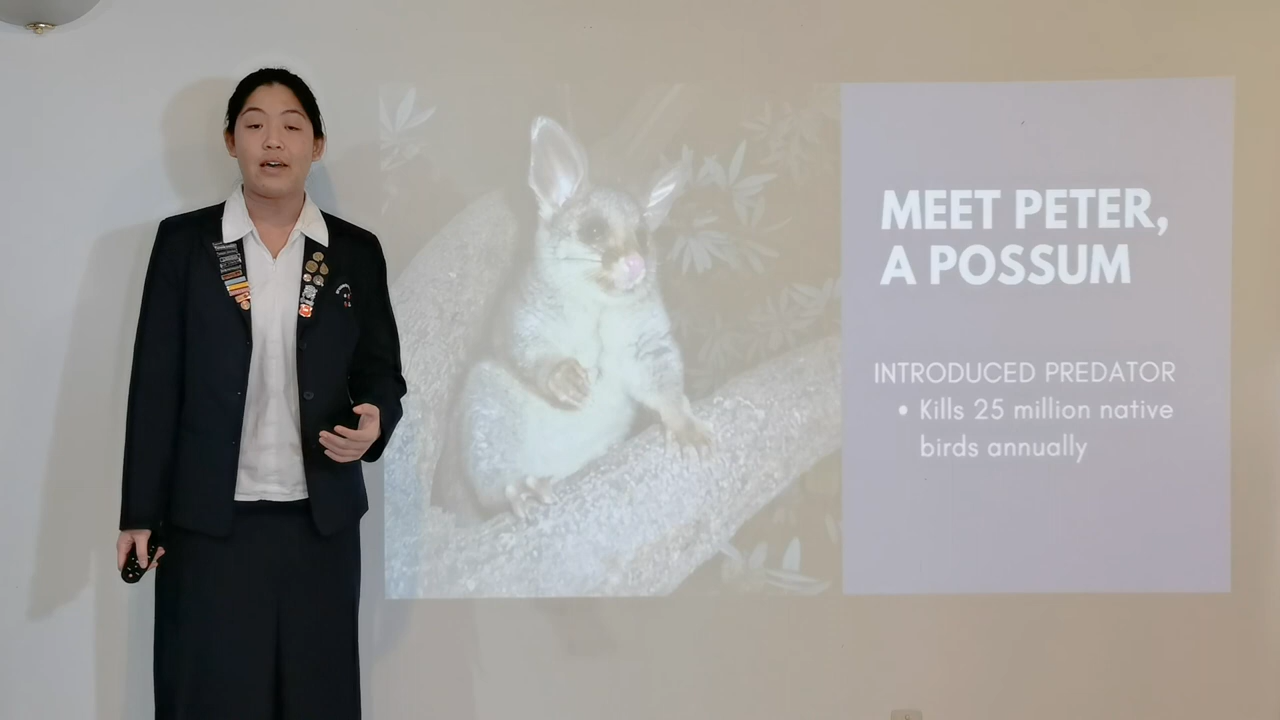 MEET PETER,
A POSSUM
INTRODUCED PREDATOR
• Kills 25 million native
birds annually